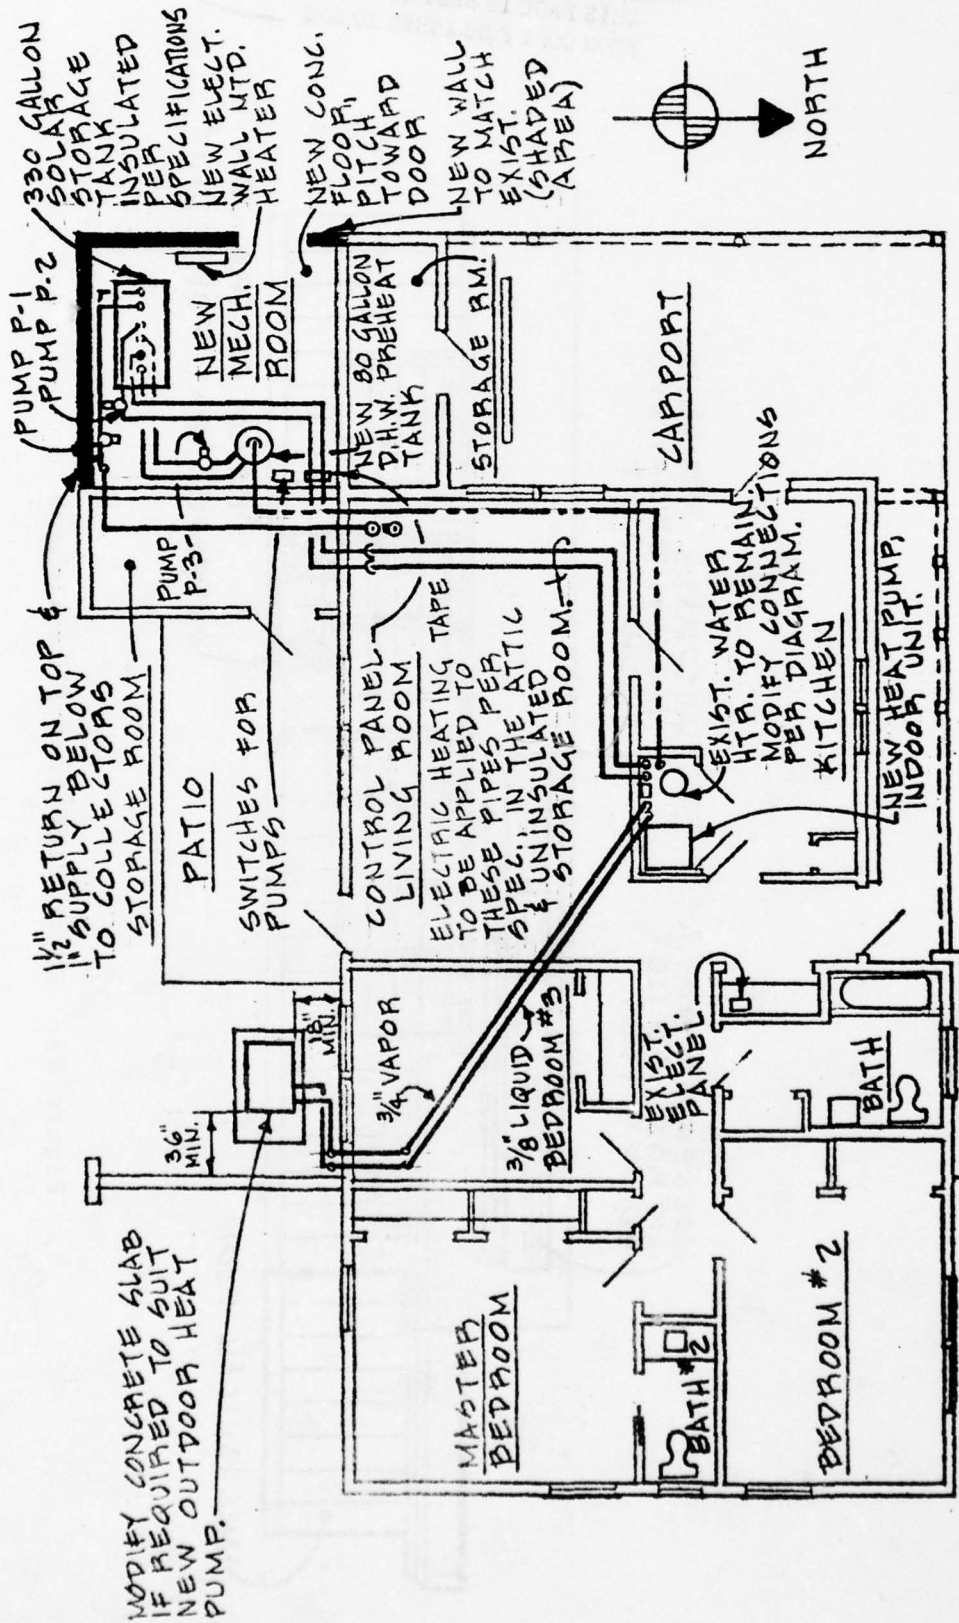 MODIFY CONCRETE SLAB
IF REQUIRED TO SUIT
NEW OUTDOOR HEAT
PUMP.
36"
MIN.
18"
MIN.
1½" RETURN ON TOP &
1" SUPPLY BELOW
TO COLLECTORS
STORAGE ROOM
PATIO
SWITCHES FOR
PUMPS
PUMP
P-3
PUMP P-1
PUMP P-2
330 GALLON
SOLAR
STORAGE
TANK
INSULATED
PER
SPECIFICATIONS
NEW ELECT.
WALL MTD.
HEATER
NEW CONC.
FLOOR,
PITCH
TOWARD
DOOR
NEW WALL
TO MATCH
EXIST.
(SHADED
AREA)
NORTH
NEW
MECH.
ROOM
NEW 80 GALLON
D.H.W. PREHEAT
TANK
STORAGE RM.
CARPORT
CONTROL PANEL
LIVING ROOM
ELECTRIC HEATING TAPE
TO BE APPLIED TO
THESE PIPES PER
SPEC. IN THE ATTIC
& UNINSULATED
STORAGE ROOM.
EXIST. WATER
HTR. TO REMAIN.
MODIFY CONNECTIONS
PER DIAGRAM.
KITCHEN
NEW HEAT PUMP,
INDOOR UNIT.
¾" VAPOR
3/8" LIQUID
BEDROOM #3
EXIST.
ELECT.
PANEL
BATH
MASTER
BEDROOM
BATH #2
BEDROOM #2